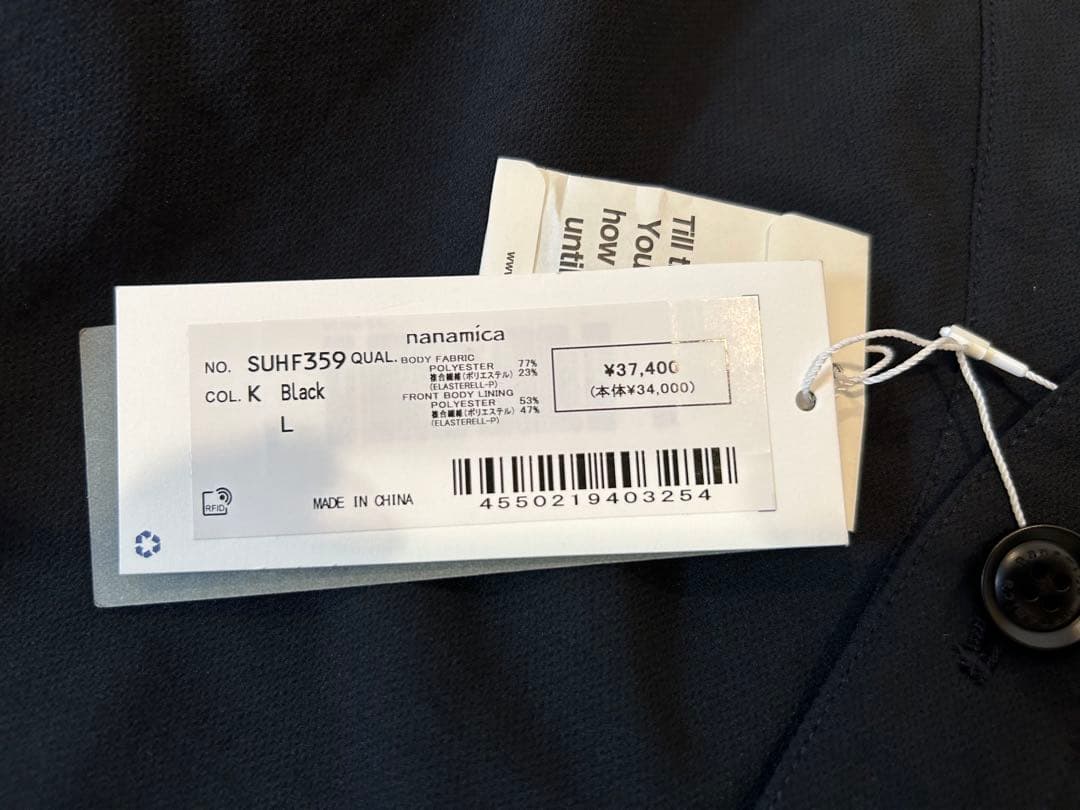 Till t
You
how
until
ww
nanamica
NO. SUHF359 QUAL.
COL. K Black
L
BODY FABRIC
POLYESTER 77%
複合繊維(ポリエステル) 23%
(ELASTERELL-P)
FRONT BODY LINING
POLYESTER 53%
複合繊維(ポリエステル) 47%
(ELASTERELL-P)
¥37,400
(本体¥34,000)
RFID
MADE IN CHINA
4550219403254